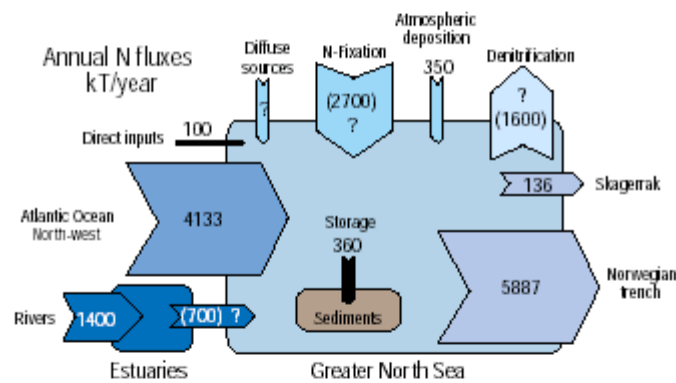 Annual N fluxes
kT/year
Diffuse
sources
?
N-Fixation
(2700)
?
Atmospheric
deposition
350
Denitrification
?
(1600)
Direct inputs
100
136
Skagerrak
Atlantic Ocean
North-west
4133
Storage
360
Sediments
5887
Norwegian
trench
Rivers
1400
(700) ?
Estuaries
Greater North Sea